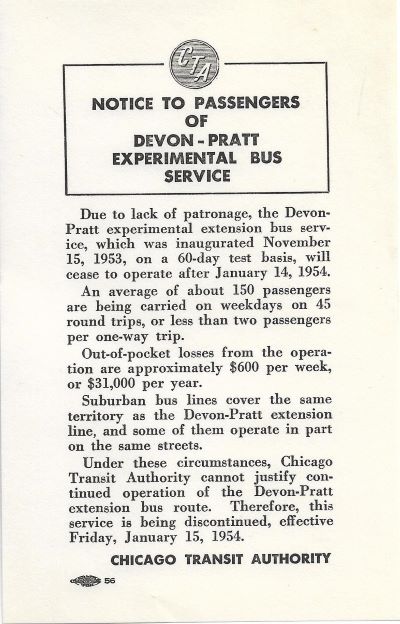 CTA
NOTICE TO PASSENGERS
OF
DEVON - PRATT
EXPERIMENTAL BUS
SERVICE
Due to lack of patronage, the Devon-
Pratt experimental extension bus serv-
ice, which was inaugurated November
15, 1953, on a 60-day test basis, will
cease to operate after January 14, 1954.
An average of about 150 passengers
are being carried on weekdays on 45
round trips, or less than two passengers
per one-way trip.
Out-of-pocket losses from the opera-
tion are approximately $600 per week,
or $31,000 per year.
Suburban bus lines cover the same
territory as the Devon-Pratt extension
line, and some of them operate in part
on the same streets.
Under these circumstances, Chicago
Transit Authority cannot justify con-
tinued operation of the Devon-Pratt
extension bus route. Therefore, this
service is being discontinued, effective
Friday, January 15, 1954.
CHICAGO TRANSIT AUTHORITY
56